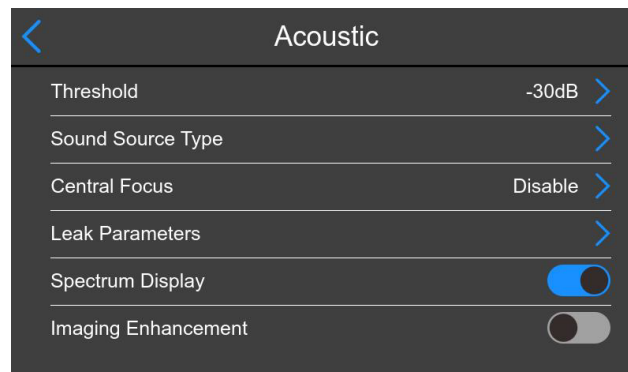 Acoustic
Threshold -30dB
Sound Source Type
Central Focus Disable
Leak Parameters
Spectrum Display
Imaging Enhancement